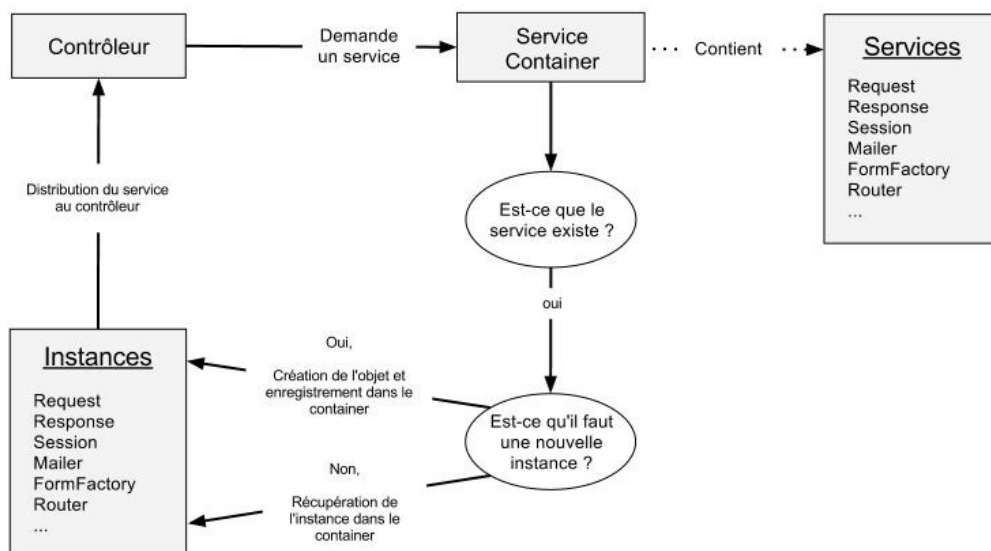 Contrôleur
Demande
un service
Service
Container
Contient
Services
Request
Response
Session
Mailer
FormFactory
Router
...
Distribution du service
au contrôleur
Est-ce que le
service existe ?
oui
Instances
Request
Response
Session
Mailer
FormFactory
Router
...
Oui,
Création de l'objet et
enregistrement dans le
container
Est-ce qu'il faut
une nouvelle
instance ?
Non,
Récupération de
l'instance dans le
container